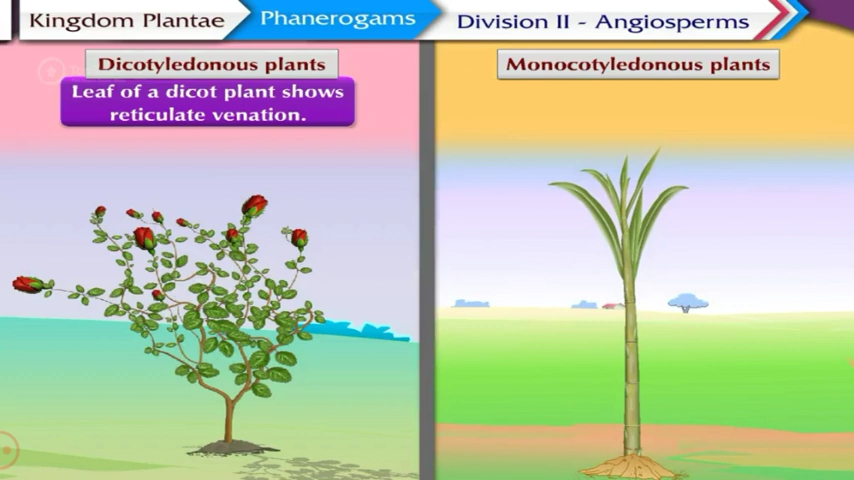 Kingdom Plantae
Phanerogams
Division II - Angiosperms
Dicotyledonous plants
Monocotyledonous plants
Leaf of a dicot plant shows
reticulate venation.